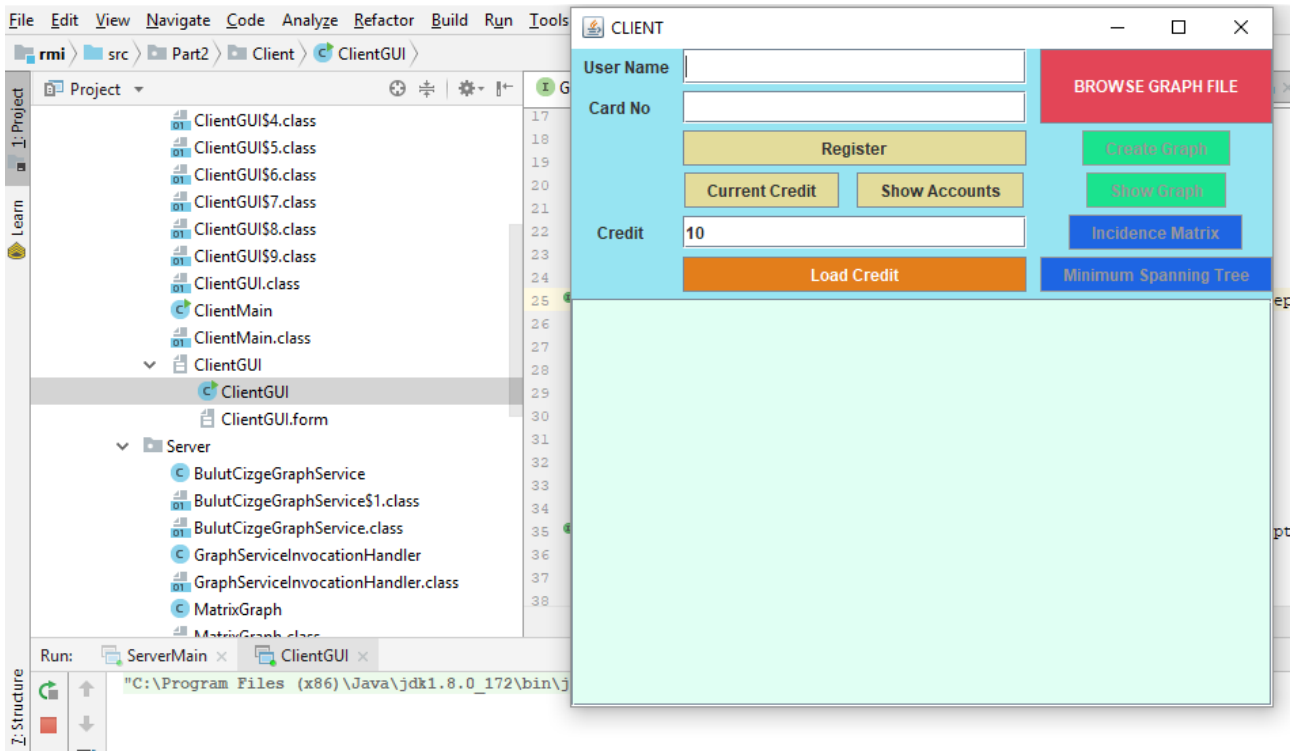 File Edit View Navigate Code Analyze Refactor Build Run Tools
rmi src Part2 Client ClientGUI
1: Project
Learn
7: Structure
Project
ClientGUI$4.class
ClientGUI$5.class
ClientGUI$6.class
ClientGUI$7.class
ClientGUI$8.class
ClientGUI$9.class
ClientGUI.class
ClientMain
ClientMain.class
ClientGUI
ClientGUI
ClientGUI.form
Server
BulutCizgeGraphService
BulutCizgeGraphService$1.class
BulutCizgeGraphService.class
GraphServiceInvocationHandler
GraphServiceInvocationHandler.class
MatrixGraph
MatrixGraph.class
I G
17
18
19
20
21
22
23
24
25
26
27
28
29
30
31
32
33
34
35
36
37
38
ep
pt
CLIENT
User Name
BROWSE GRAPH FILE
Card No
Register
Create Graph
Current Credit
Show Accounts
Show Graph
Credit
10
Incidence Matrix
Load Credit
Minimum Spanning Tree
Run: ServerMain ClientGUI
"C:\Program Files (x86)\Java\jdk1.8.0_172\bin\j